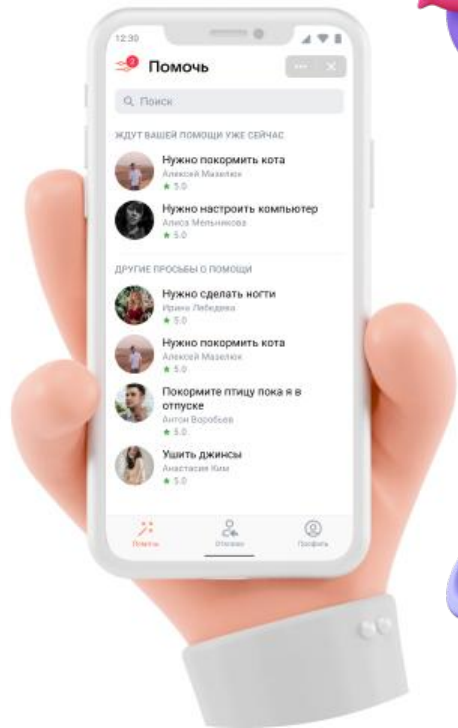 12:30
2
Помочь
Поиск
ЖДУТ ВАШЕЙ ПОМОЩИ УЖЕ СЕЙЧАС
Нужно покормить кота
Алексей Мазелюк
5.0
Нужно настроить компьютер
Алиса Мельникова
5.0
ДРУГИЕ ПРОСЬБЫ О ПОМОЩИ
Нужно сделать ногти
Ирина Лебедева
5.0
Нужно покормить кота
Алексей Мазелюк
5.0
Покормите птицу пока я в
отпуске
Антон Воробьев
5.0
Ушить джинсы
Анастасия Ким
5.0
Помочь Отклики Профиль